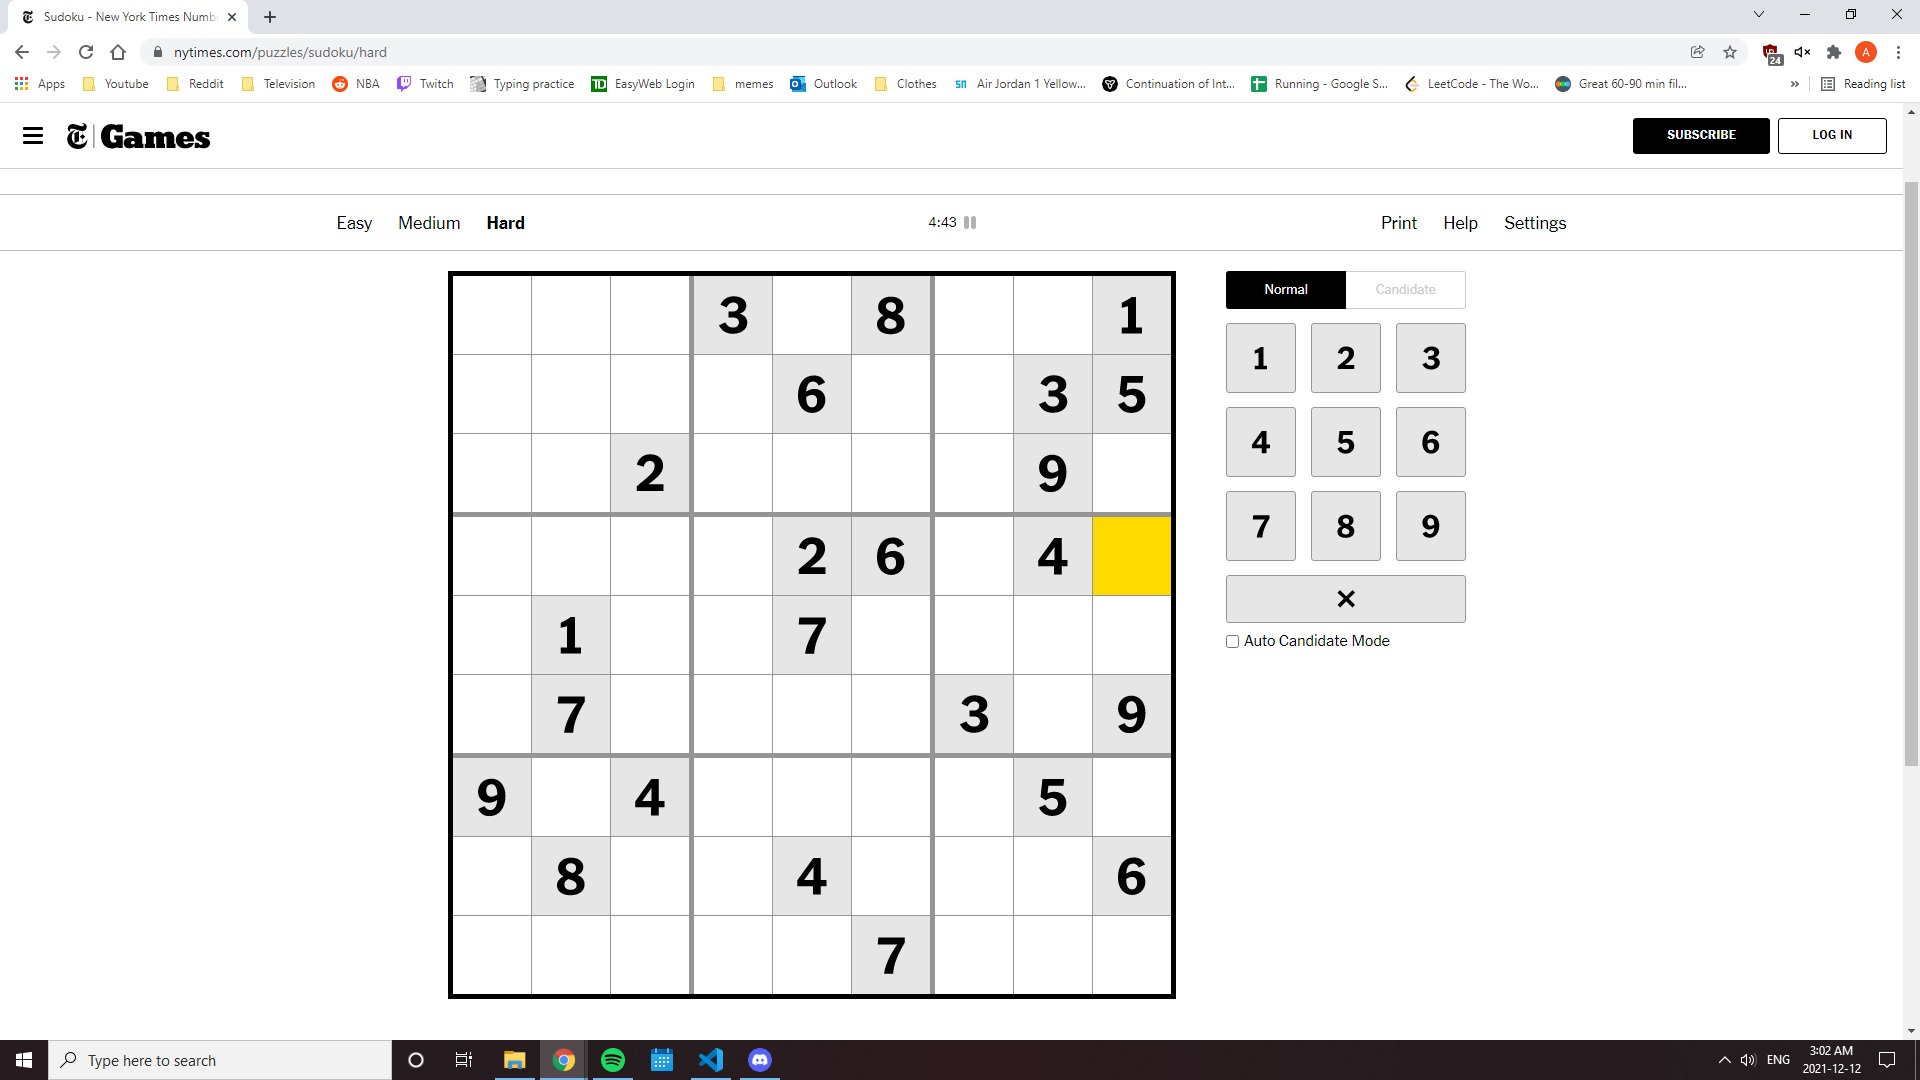 Sudoku - New York Times Numb
nytimes.com/puzzles/sudoku/hard
A
24
Apps Youtube Reddit Television NBA Twitch Typing practice TD EasyWeb Login memes Outlook Clothes sn Air Jordan 1 Yellow... Continuation of Int... Running - Google S... LeetCode - The Wo... Great 60-90 min fil... » Reading list
T Games
SUBSCRIBE LOG IN
Easy Medium Hard 4:43 Print Help Settings
3 8 1
6 3 5
2 9
2 6 4
1 7
7 3 9
9 4 5
8 4 6
7
Normal Candidate
1 2 3
4 5 6
7 8 9
×
Auto Candidate Mode
Type here to search
ENG
3:02 AM
2021-12-12